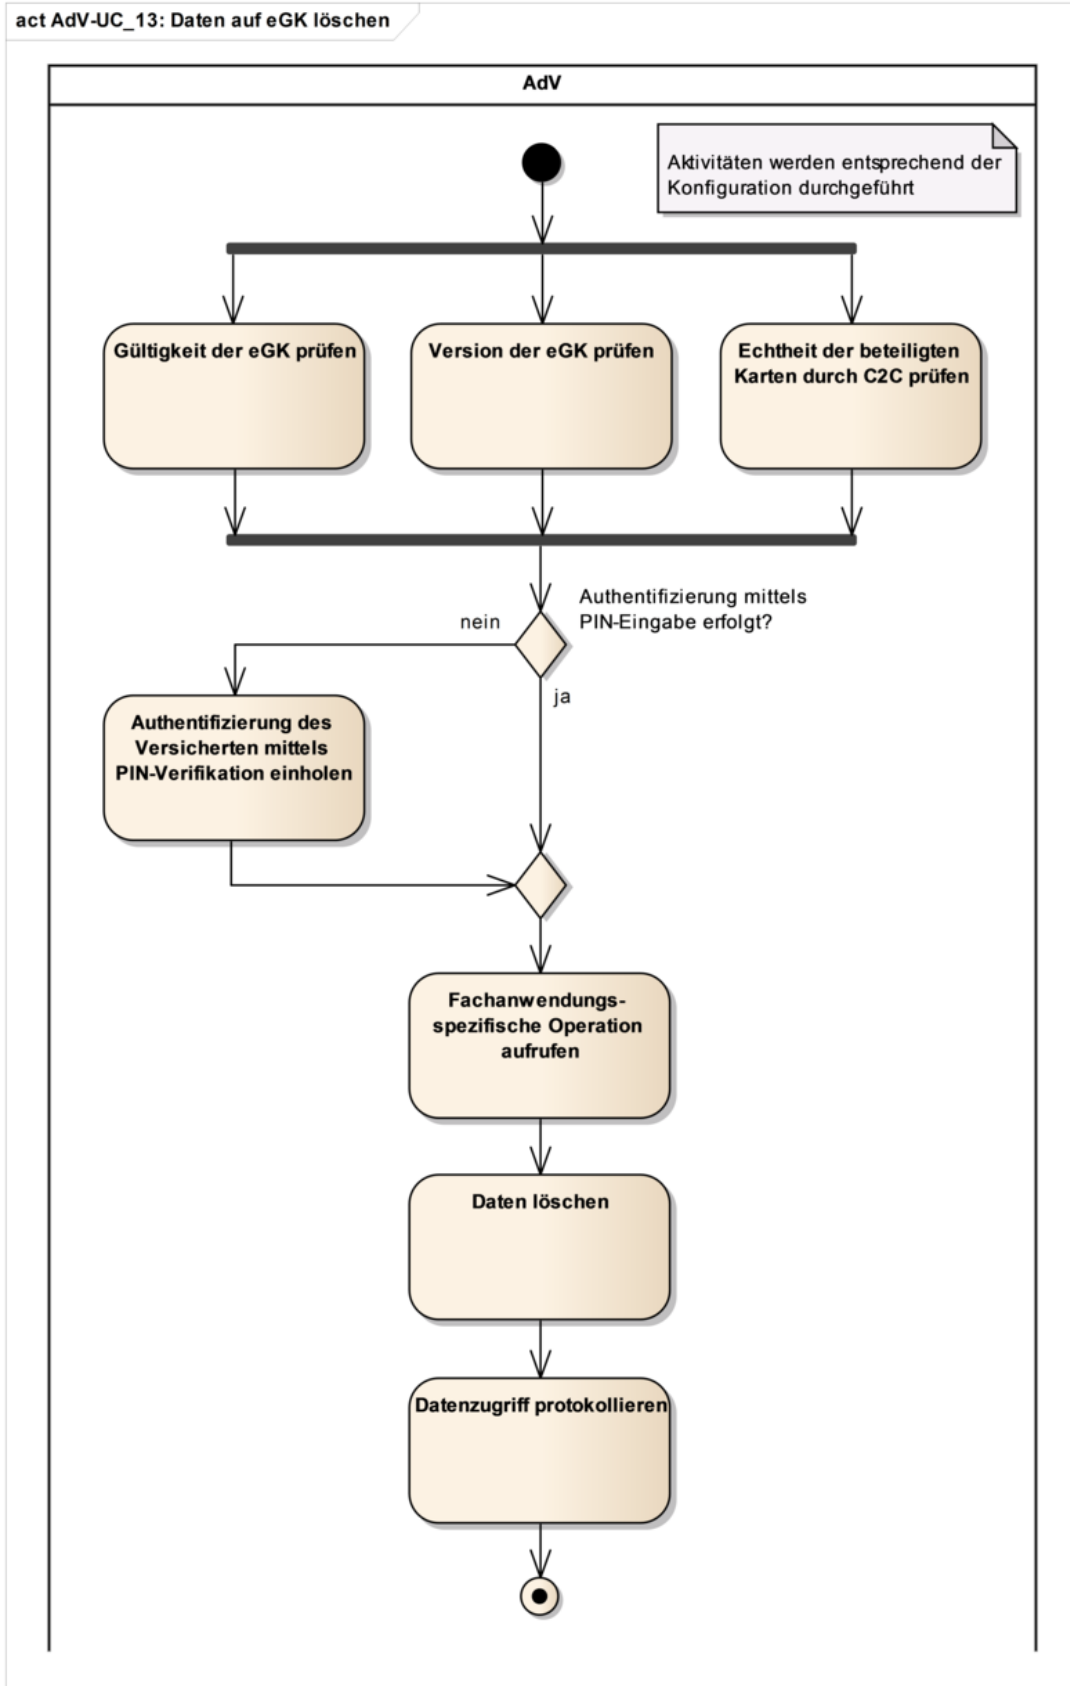 act AdV-UC_13: Daten auf eGK löschen
AdV
Aktivitäten werden entsprechend der
Konfiguration durchgeführt
Gültigkeit der eGK prüfen
Version der eGK prüfen
Echtheit der beteiligten
Karten durch C2C prüfen
Authentifizierung mittels
PIN-Eingabe erfolgt?
nein
ja
Authentifizierung des
Versicherten mittels
PIN-Verifikation einholen
Fachanwendungs-
spezifische Operation
aufrufen
Daten löschen
Datenzugriff protokollieren